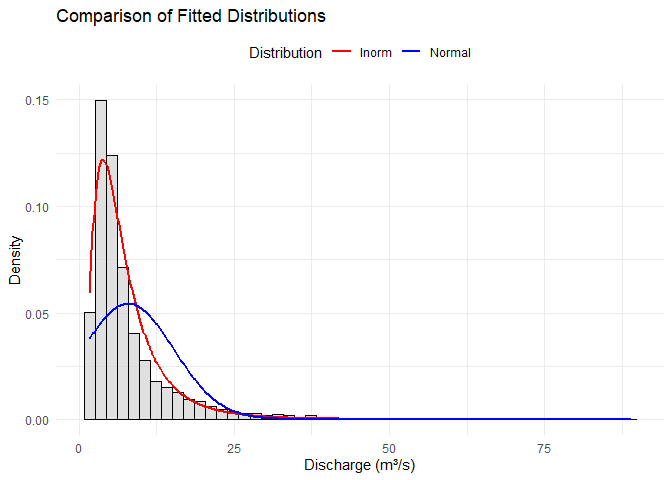 Comparison of Fitted Distributions
Distribution lnorm Normal
0.15
0.10
0.05
0.00
Density
0 25 50 75
Discharge (m³/s)